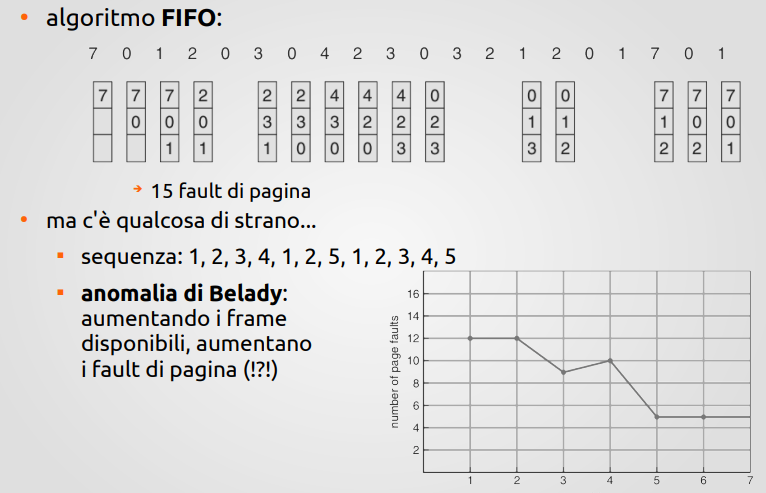 algoritmo FIFO:
7 0 1 2 0 3 0 4 2 3 0 3 2 1 2 0 1 7 0 1
7 7 7 2 2 2 4 4 4 0 0 0 7 7 7
0 0 0 3 3 3 2 2 2 1 1 1 0 0
1 1 1 0 0 0 3 3 3 2 2 2 1
➔ 15 fault di pagina
ma c'è qualcosa di strano...
sequenza: 1, 2, 3, 4, 1, 2, 5, 1, 2, 3, 4, 5
anomalia di Belady:
aumentando i frame
disponibili, aumentano
i fault di pagina (!?!)
number of page faults
16
14
12
10
8
6
4
2
1 2 3 4 5 6 7